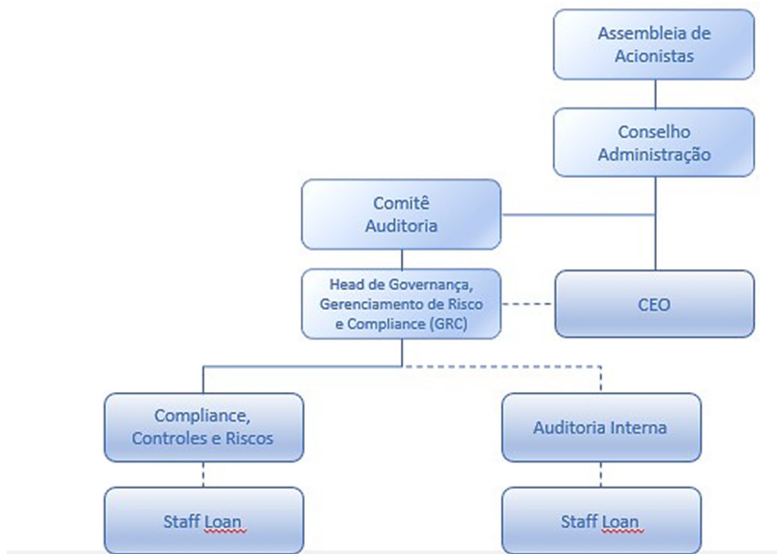 Assembleia de
Acionistas
Conselho
Administração
Comitê
Auditoria
Head de Governança,
Gerenciamento de Risco
e Compliance (GRC)
CEO
Compliance,
Controles e Riscos
Auditoria Interna
Staff Loan
Staff Loan